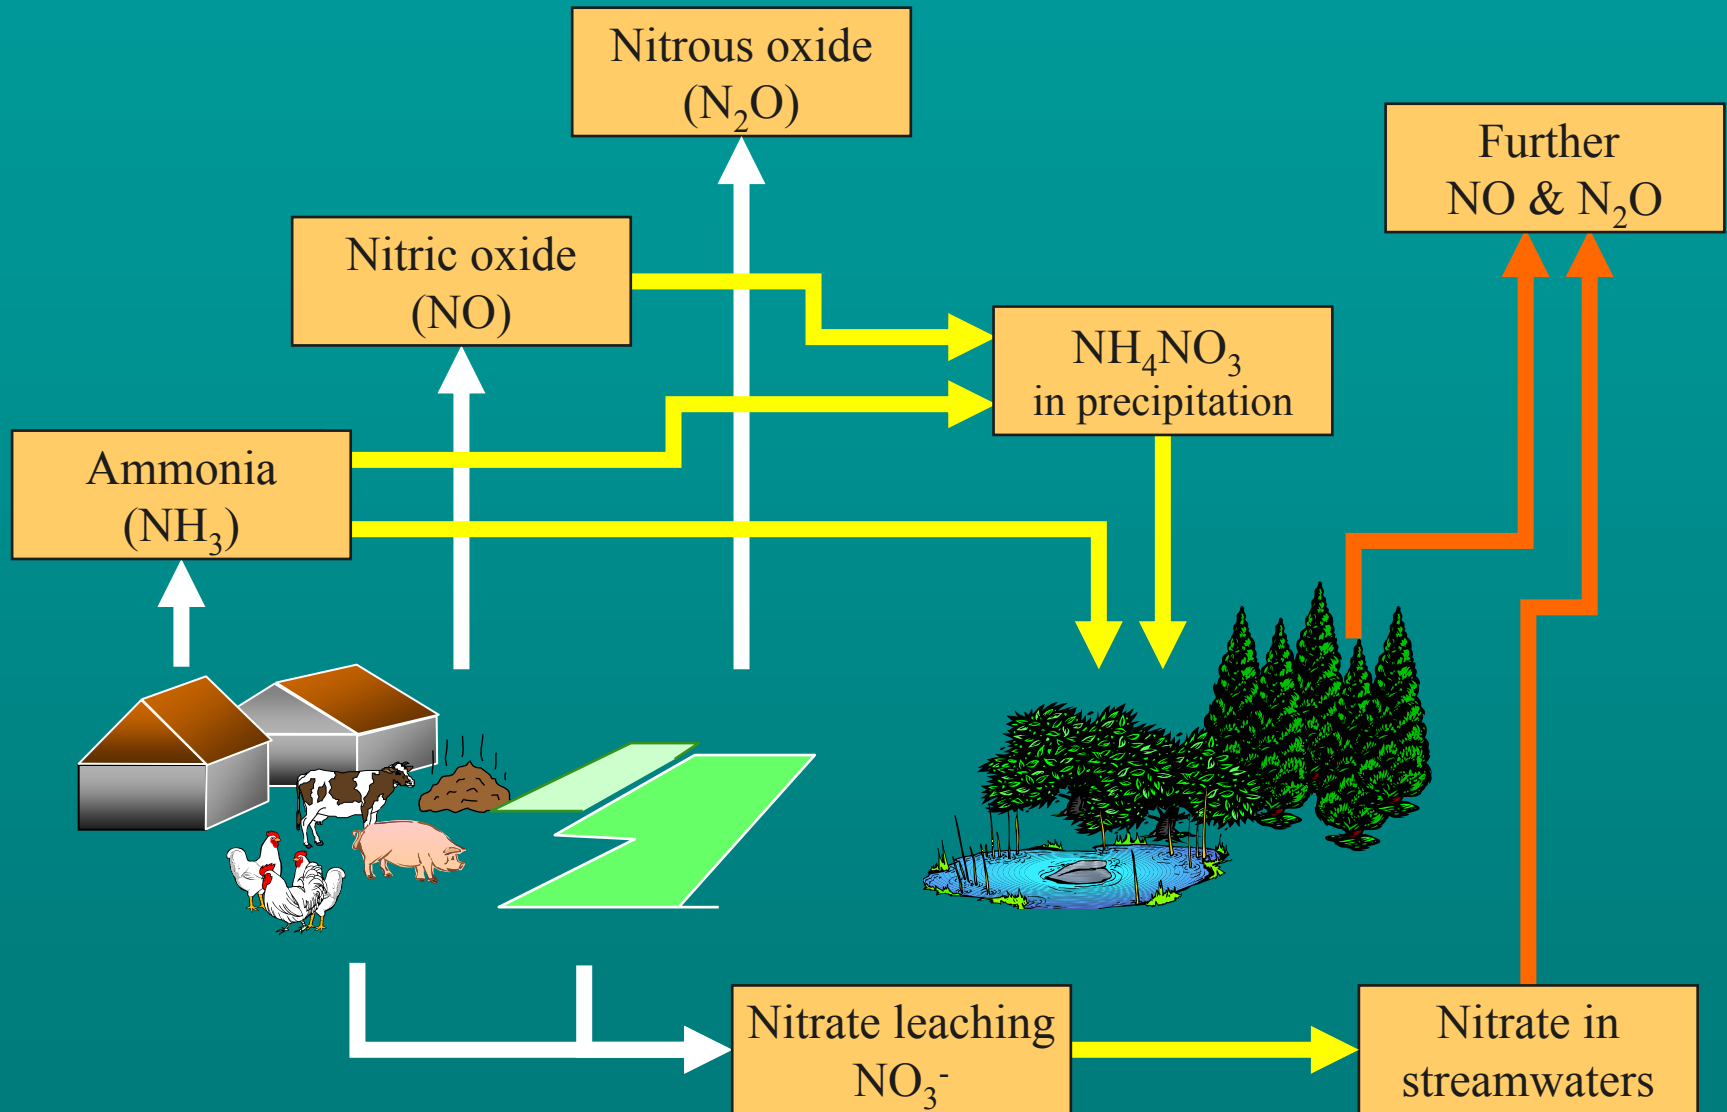 Nitrous oxide
(N₂O)
Further
NO & N₂O
Nitric oxide
(NO)
NH₄NO₃
in precipitation
Ammonia
(NH₃)
Nitrate leaching
NO₃⁻
Nitrate in
streamwaters